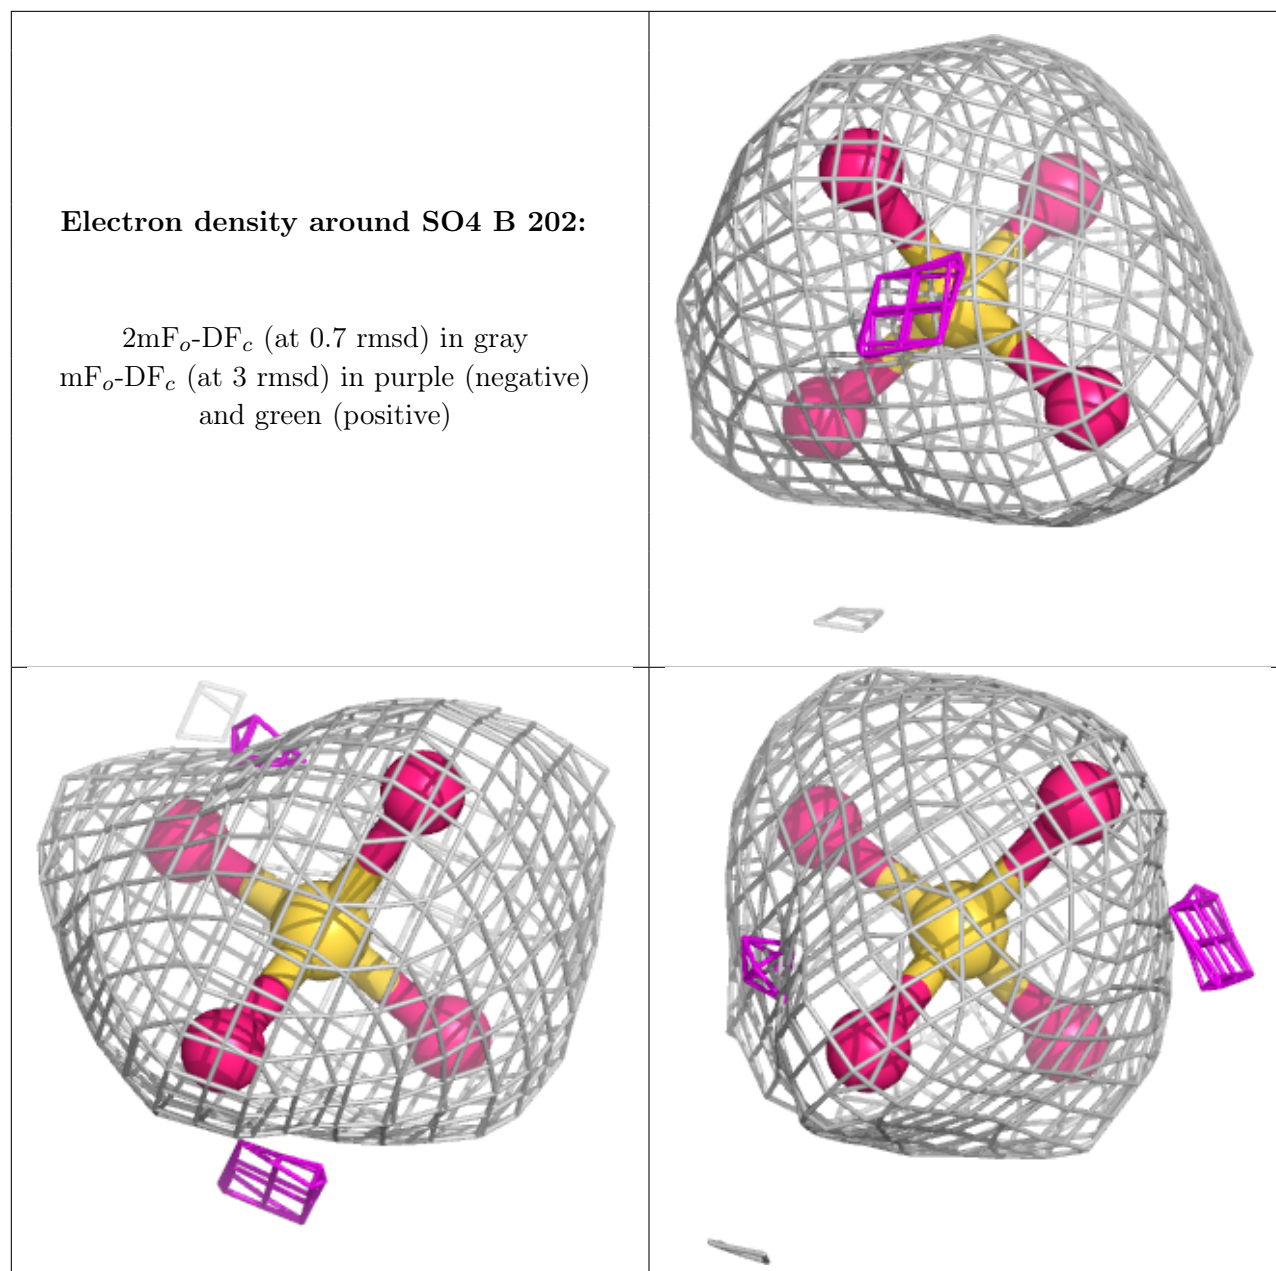 Electron density around SO4 B 202:
2mFₒ-DF𝒸 (at 0.7 rmsd) in gray
mFₒ-DF𝒸 (at 3 rmsd) in purple (negative)
and green (positive)